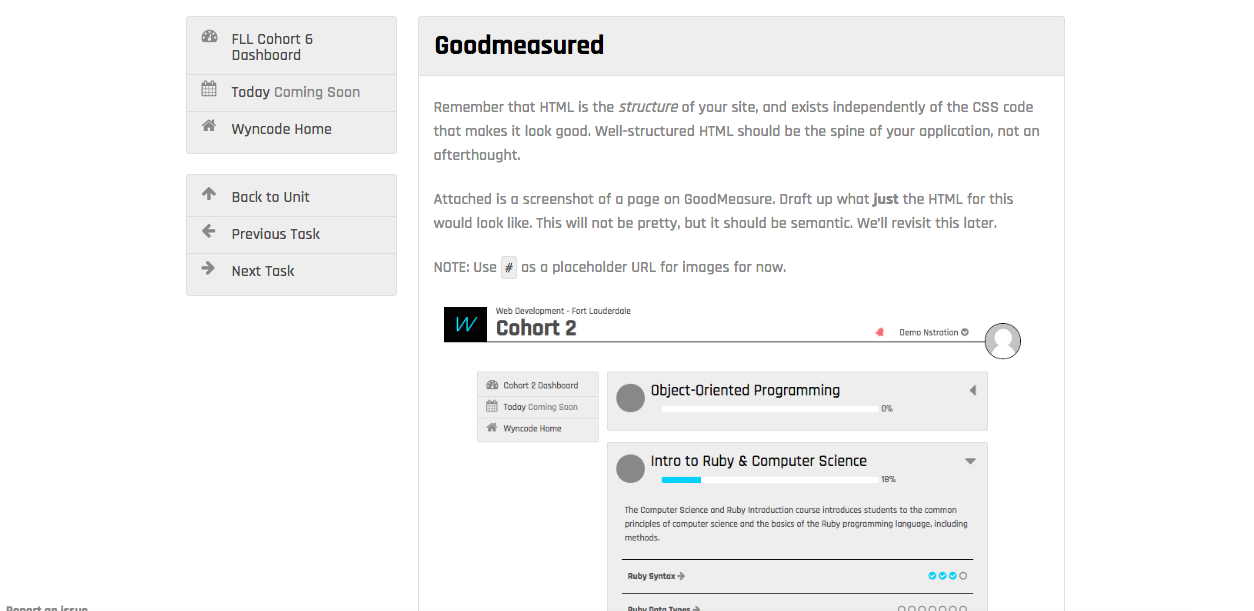 FLL Cohort 6
Dashboard
Today Coming Soon
Wyncode Home
Back to Unit
Previous Task
Next Task
Goodmeasured
Remember that HTML is the structure of your site, and exists independently of the CSS code
that makes it look good. Well-structured HTML should be the spine of your application, not an
afterthought.
Attached is a screenshot of a page on GoodMeasure. Draft up what just the HTML for this
would look like. This will not be pretty, but it should be semantic. We'll revisit this later.
NOTE: Use # as a placeholder URL for images for now.
W
Web Development - Fort Lauderdale
Cohort 2
Demo Nstration
Cohort 2 Dashboard
Today Coming Soon
Wyncode Home
Object-Oriented Programming
0%
Intro to Ruby & Computer Science
18%
The Computer Science and Ruby Introduction course introduces students to the common
principles of computer science and the basics of the Ruby programming language, including
methods.
Ruby Syntax
Ruby Data Types
Report an issue